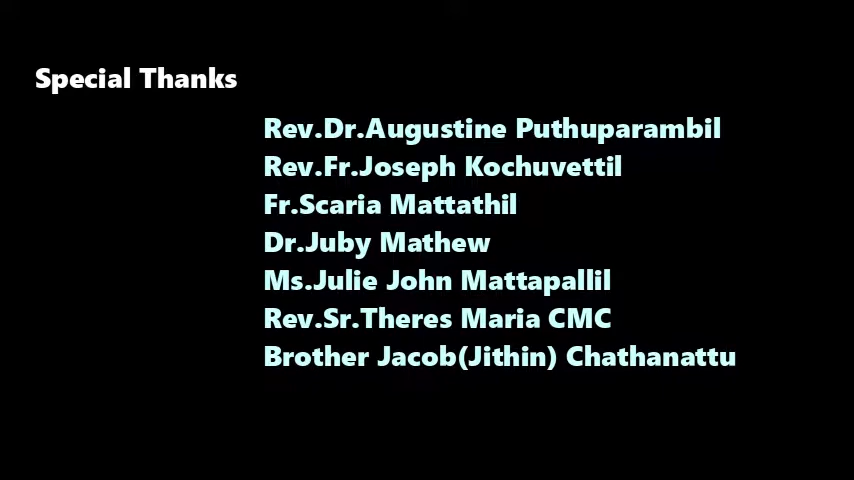 Special Thanks
Rev.Dr.Augustine Puthuparambil
Rev.Fr.Joseph Kochuvettil
Fr.Scaria Mattathil
Dr.Juby Mathew
Ms.Julie John Mattapallil
Rev.Sr.Theres Maria CMC
Brother Jacob(Jithin) Chathanattu